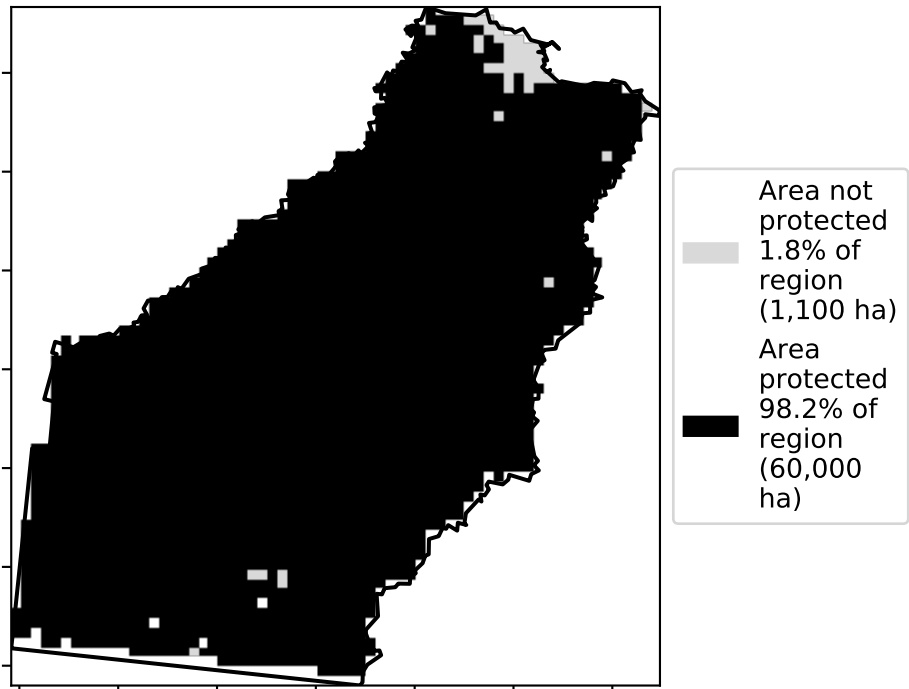 Area not
protected
1.8% of
region
(1,100 ha)
Area
protected
98.2% of
region
(60,000
ha)